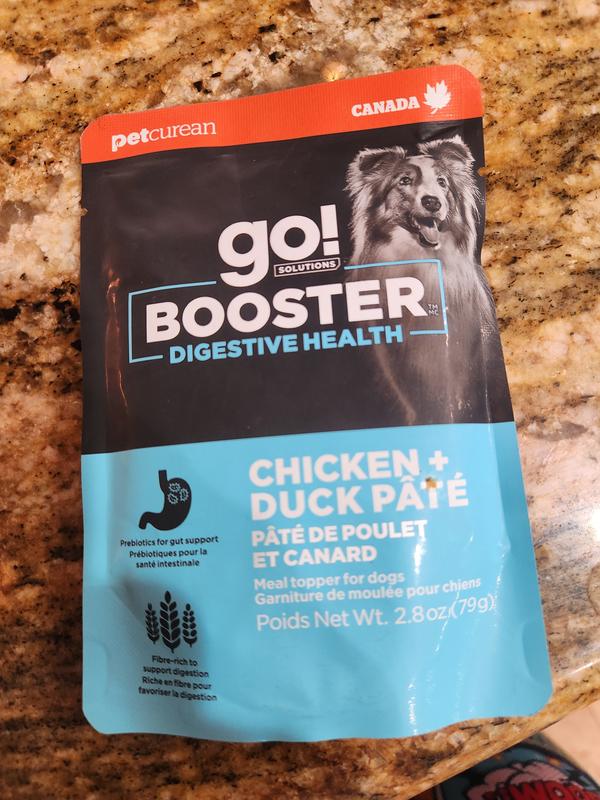 petcurean
CANADA
go!
SOLUTIONS
BOOSTER
TM
MC
DIGESTIVE HEALTH
CHICKEN +
DUCK PÂTÉ
PÂTÉ DE POULET
ET CANARD
Meal topper for dogs
Garniture de moulée pour chiens
Poids Net Wt. 2.8oz.(79g)
Prebiotics for gut support
Prébiotiques pour la
santé intestinale
Fibre-rich to
support digestion
Riche en fibre pour
favoriser la digestion